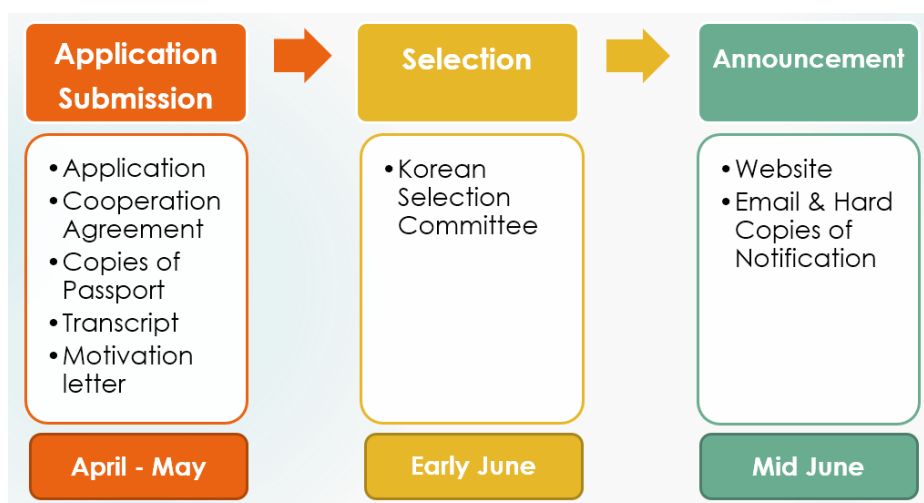 Application
Submission
• Application
• Cooperation
Agreement
• Copies of
Passport
• Transcript
• Motivation
letter
April - May
Selection
• Korean
Selection
Committee
Early June
Announcement
• Website
• Email & Hard
Copies of
Notification
Mid June